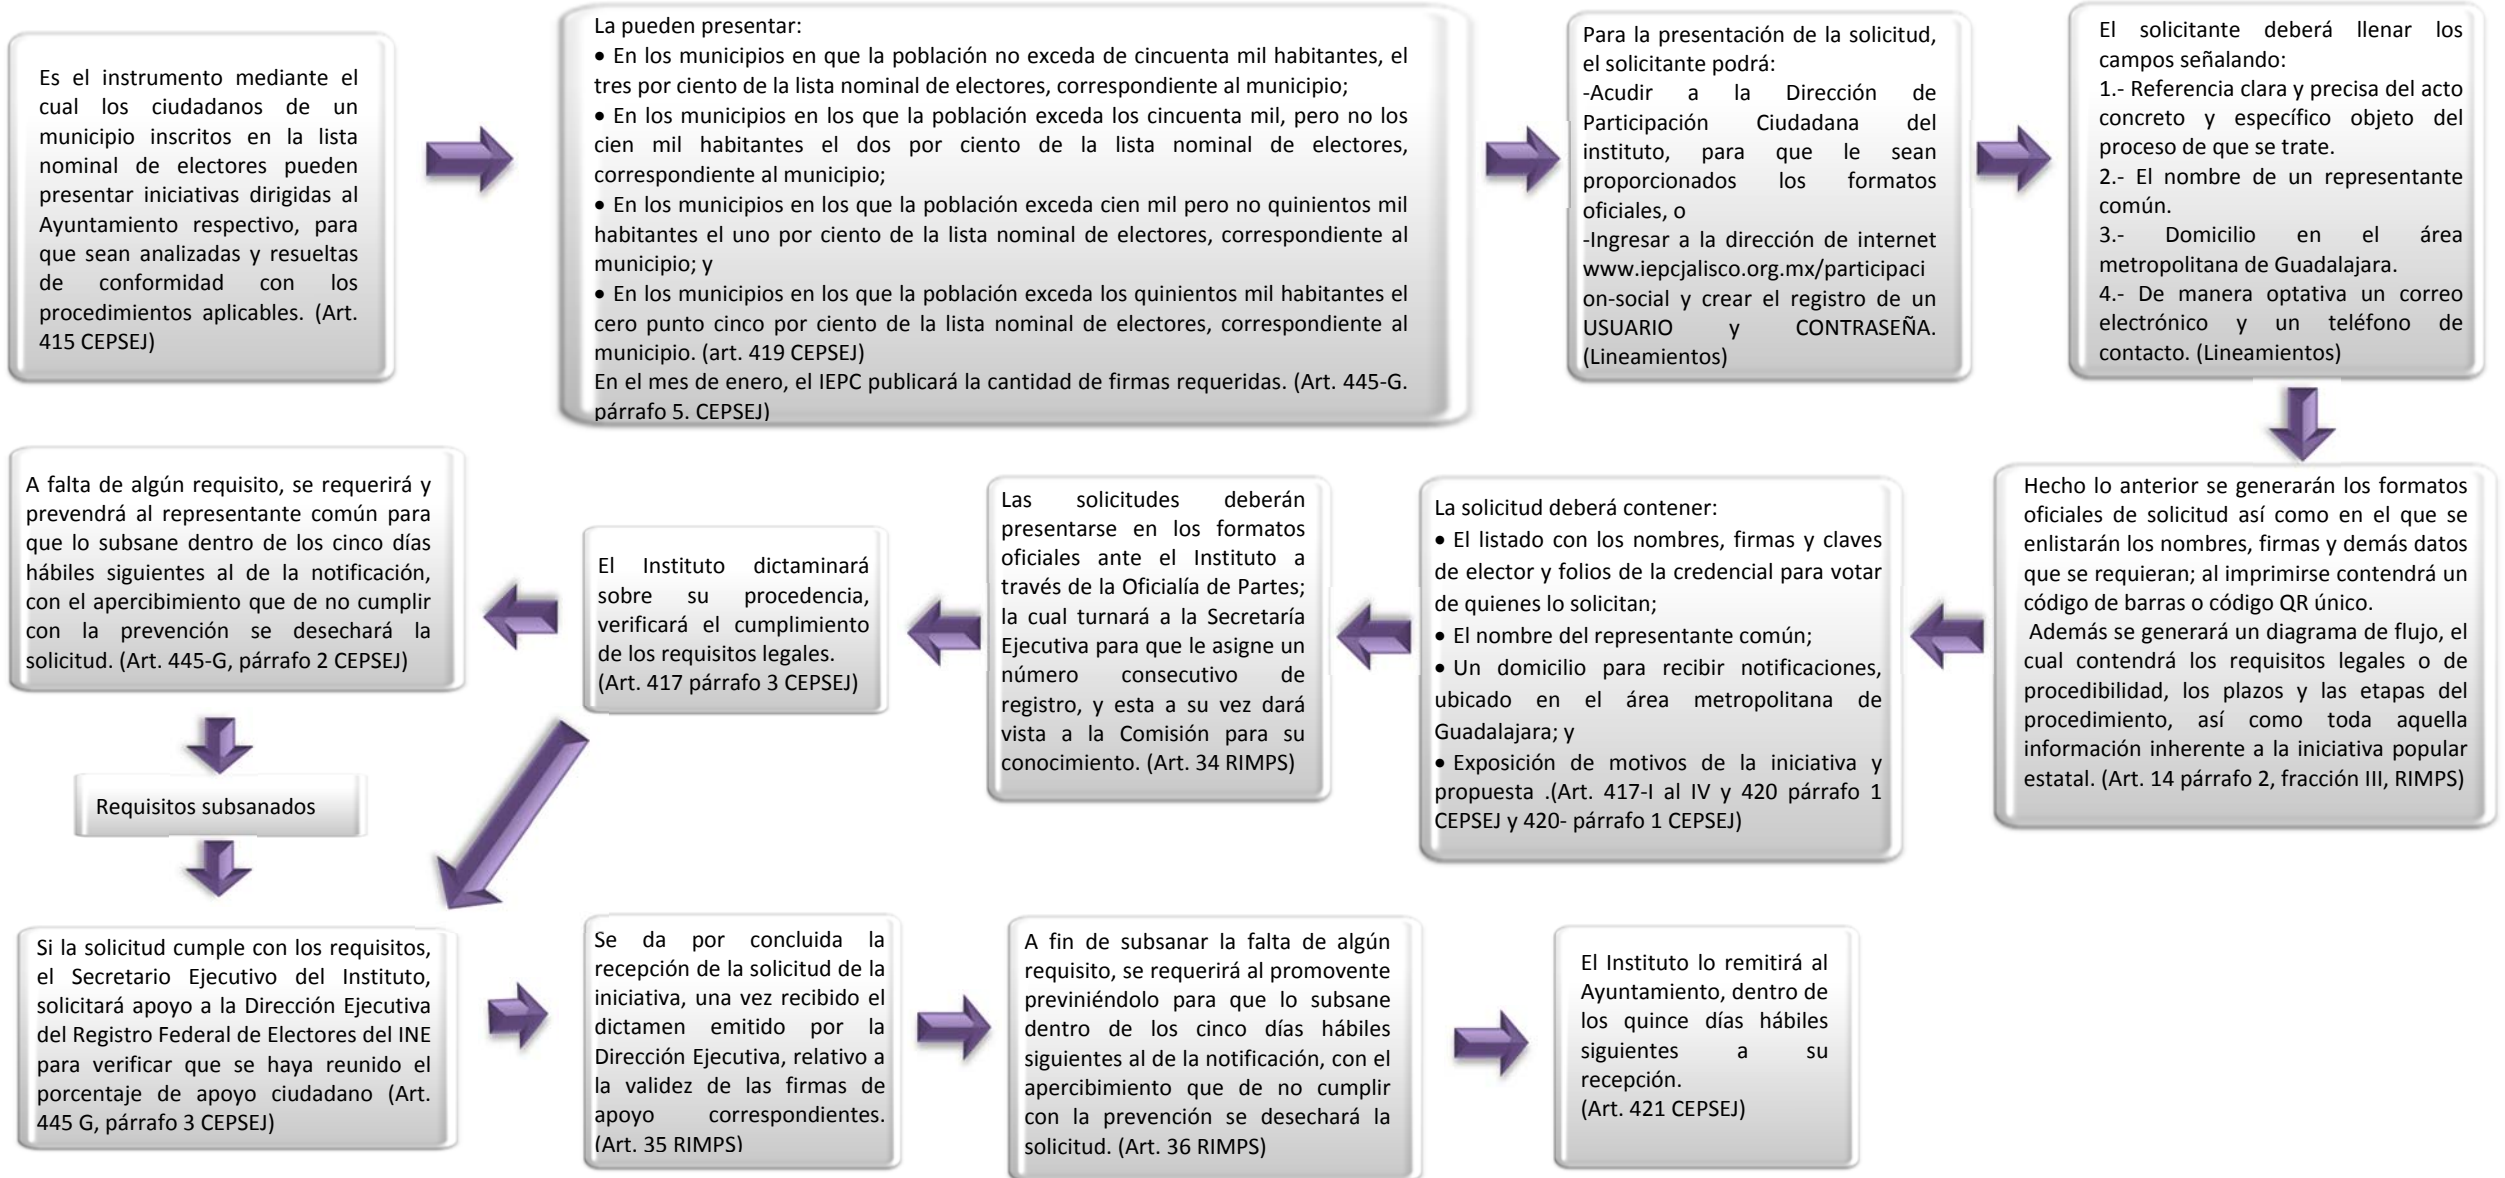 Es el instrumento mediante el
cual los ciudadanos de un
municipio inscritos en la lista
nominal de electores pueden
presentar iniciativas dirigidas al
Ayuntamiento respectivo, para
que sean analizadas y resueltas
de conformidad con los
procedimientos aplicables. (Art.
415 CEPSEJ)
La pueden presentar:
• En los municipios en que la población no exceda de cincuenta mil habitantes, el
tres por ciento de la lista nominal de electores, correspondiente al municipio;
• En los municipios en los que la población exceda los cincuenta mil, pero no los
cien mil habitantes el dos por ciento de la lista nominal de electores,
correspondiente al municipio;
• En los municipios en los que la población exceda cien mil pero no quinientos mil
habitantes el uno por ciento de la lista nominal de electores, correspondiente al
municipio; y
• En los municipios en los que la población exceda los quinientos mil habitantes el
cero punto cinco por ciento de la lista nominal de electores, correspondiente al
municipio. (art. 419 CEPSEJ)
En el mes de enero, el IEPC publicará la cantidad de firmas requeridas. (Art. 445-G.
párrafo 5. CEPSEJ)
Para la presentación de la solicitud,
el solicitante podrá:
-Acudir a la Dirección de
Participación Ciudadana del
instituto, para que le sean
proporcionados los formatos
oficiales, o
-Ingresar a la dirección de internet
www.iepcjalisco.org.mx/participaci
on-social y crear el registro de un
USUARIO y CONTRASEÑA.
(Lineamientos)
El solicitante deberá llenar los
campos señalando:
1.- Referencia clara y precisa del acto
concreto y específico objeto del
proceso de que se trate.
2.- El nombre de un representante
común.
3.- Domicilio en el área
metropolitana de Guadalajara.
4.- De manera optativa un correo
electrónico y un teléfono de
contacto. (Lineamientos)
Hecho lo anterior se generarán los formatos
oficiales de solicitud así como en el que se
enlistarán los nombres, firmas y demás datos
que se requieran; al imprimirse contendrá un
código de barras o código QR único.
Además se generará un diagrama de flujo, el
cual contendrá los requisitos legales o de
procedibilidad, los plazos y las etapas del
procedimiento, así como toda aquella
información inherente a la iniciativa popular
estatal. (Art. 14 párrafo 2, fracción III, RIMPS)
La solicitud deberá contener:
• El listado con los nombres, firmas y claves
de elector y folios de la credencial para votar
de quienes lo solicitan;
• El nombre del representante común;
• Un domicilio para recibir notificaciones,
ubicado en el área metropolitana de
Guadalajara; y
• Exposición de motivos de la iniciativa y
propuesta .(Art. 417-I al IV y 420 párrafo 1
CEPSEJ y 420- párrafo 1 CEPSEJ)
Las solicitudes deberán
presentarse en los formatos
oficiales ante el Instituto a
través de la Oficialía de Partes;
la cual turnará a la Secretaría
Ejecutiva para que le asigne un
número consecutivo de
registro, y esta a su vez dará
vista a la Comisión para su
conocimiento. (Art. 34 RIMPS)
El Instituto dictaminará
sobre su procedencia,
verificará el cumplimiento
de los requisitos legales.
(Art. 417 párrafo 3 CEPSEJ)
A falta de algún requisito, se requerirá y
prevendrá al representante común para
que lo subsane dentro de los cinco días
hábiles siguientes al de la notificación,
con el apercibimiento que de no cumplir
con la prevención se desechará la
solicitud. (Art. 445-G, párrafo 2 CEPSEJ)
Requisitos subsanados
Si la solicitud cumple con los requisitos,
el Secretario Ejecutivo del Instituto,
solicitará apoyo a la Dirección Ejecutiva
del Registro Federal de Electores del INE
para verificar que se haya reunido el
porcentaje de apoyo ciudadano (Art.
445 G, párrafo 3 CEPSEJ)
Se da por concluida la
recepción de la solicitud de la
iniciativa, una vez recibido el
dictamen emitido por la
Dirección Ejecutiva, relativo a
la validez de las firmas de
apoyo correspondientes.
(Art. 35 RIMPS)
A fin de subsanar la falta de algún
requisito, se requerirá al promovente
previniéndolo para que lo subsane
dentro de los cinco días hábiles
siguientes al de la notificación, con el
apercibimiento que de no cumplir
con la prevención se desechará la
solicitud. (Art. 36 RIMPS)
El Instituto lo remitirá al
Ayuntamiento, dentro de
los quince días hábiles
siguientes a su
recepción.
(Art. 421 CEPSEJ)